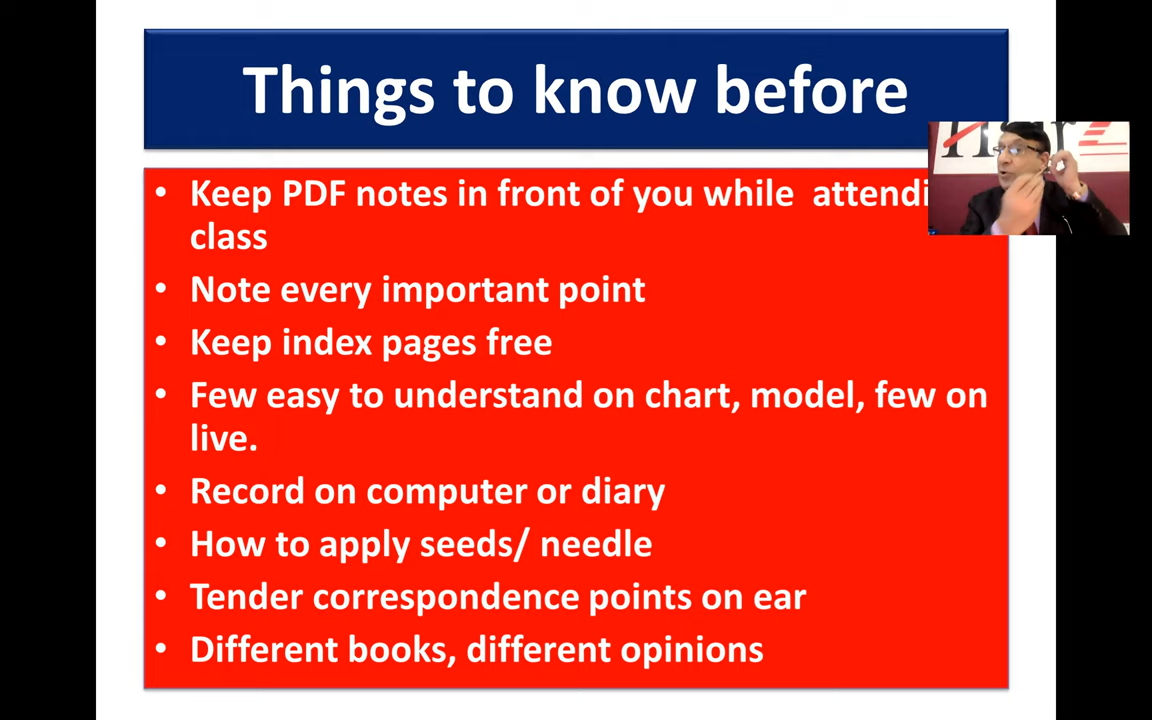 Things to know before
• Keep PDF notes in front of you while attendi
class
• Note every important point
• Keep index pages free
• Few easy to understand on chart, model, few on
live.
• Record on computer or diary
• How to apply seeds/ needle
• Tender correspondence points on ear
• Different books, different opinions